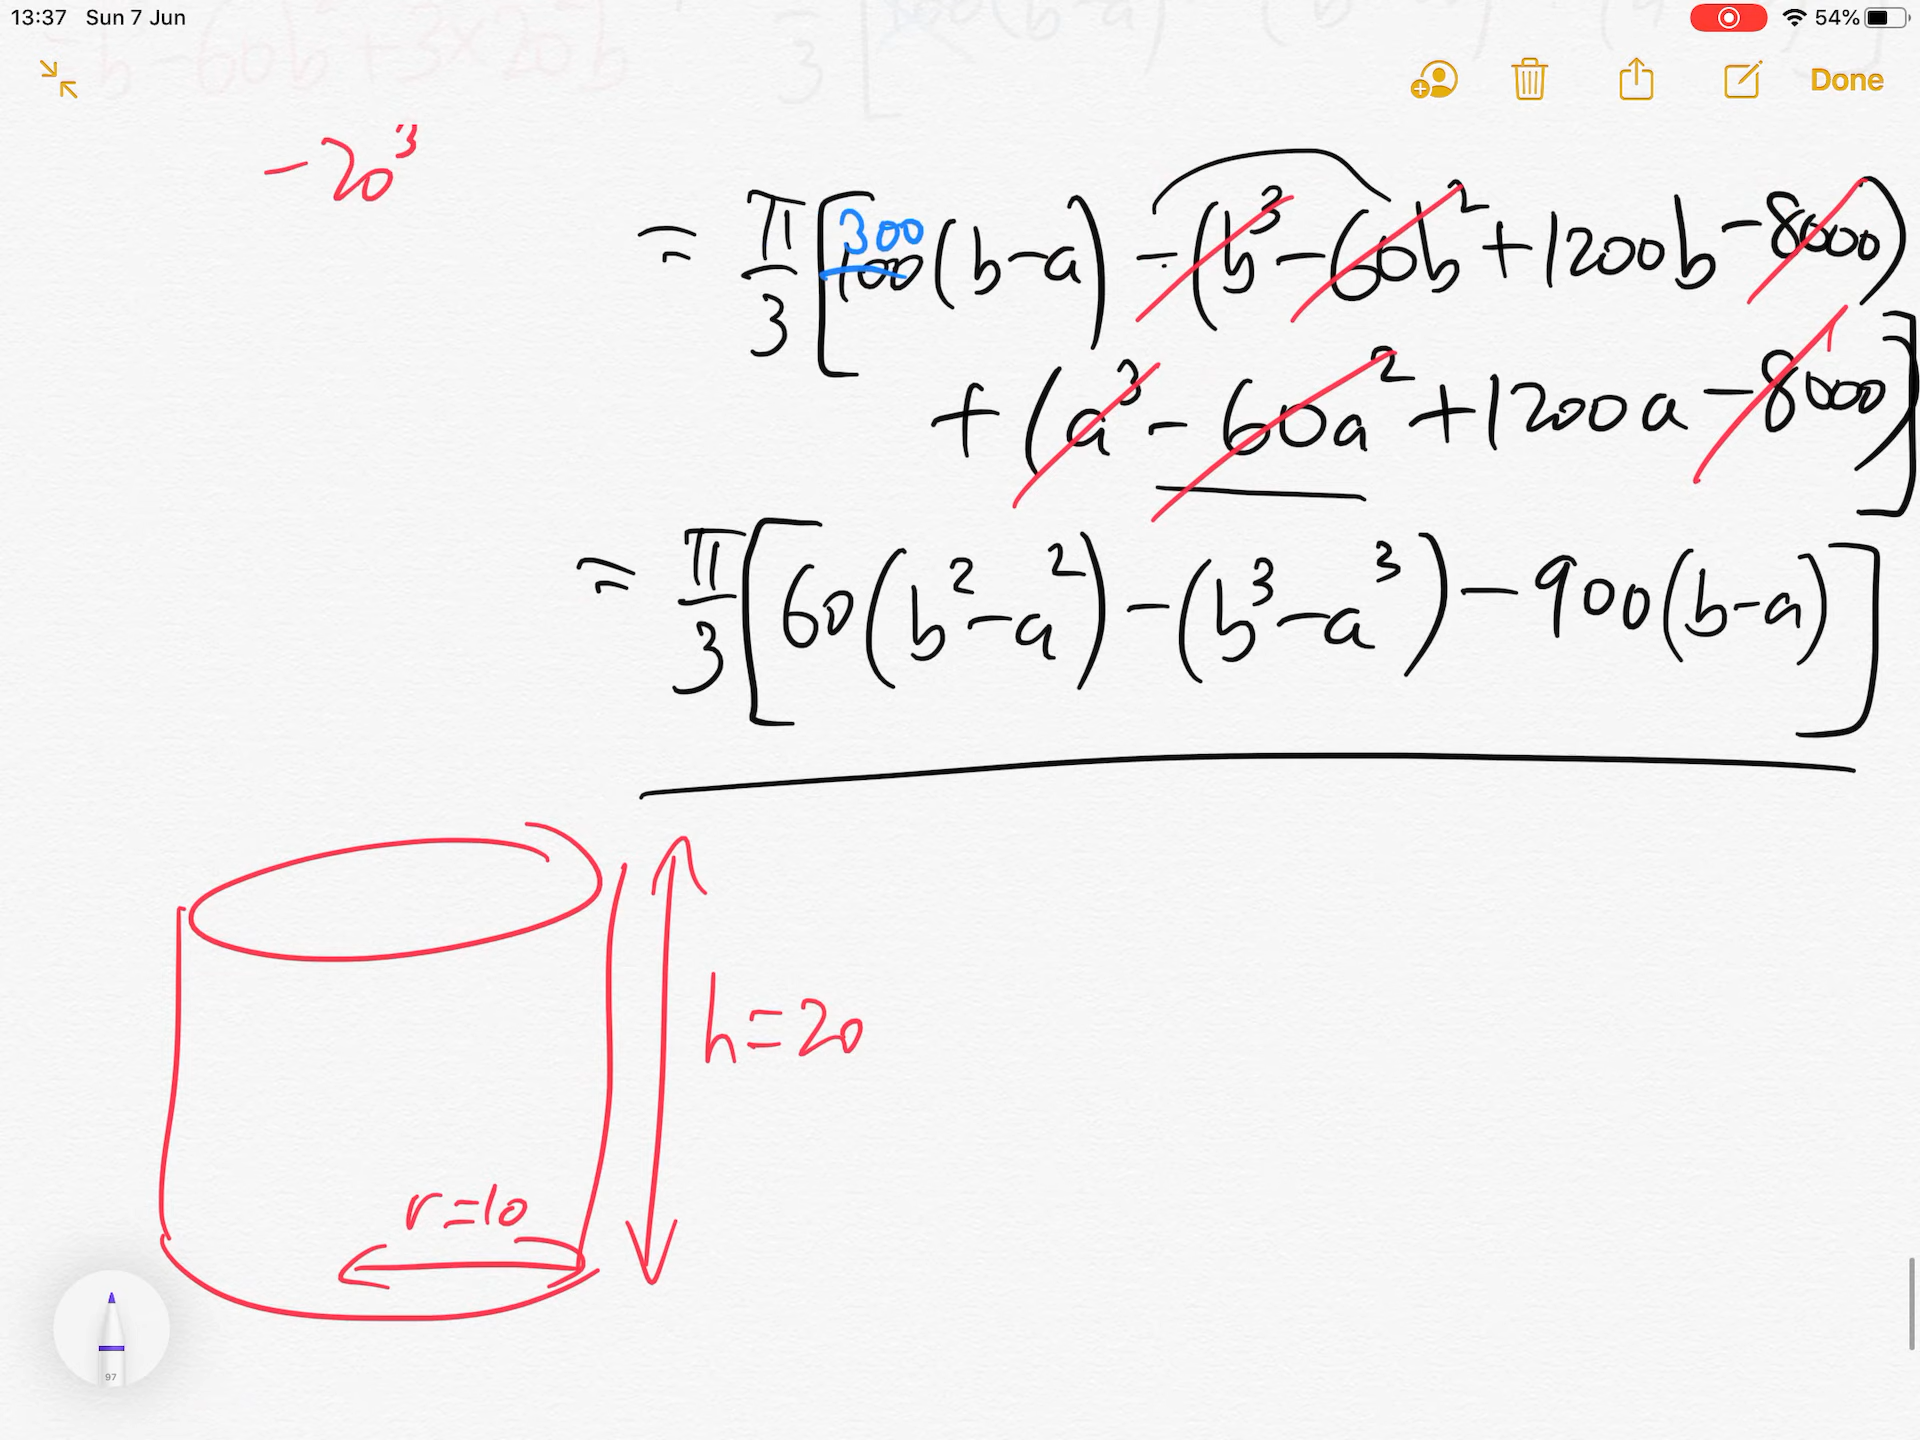 13:37 Sun 7 Jun 54%
Done
-20³
= π/3 [300 100(b-a) - (b³-60b²+1200b-8000)
+ (a³-60a²+1200a-8000)]
= π/3 [60(b²-a²)-(b³-a³)-900(b-a)]
h=20
r=10
97